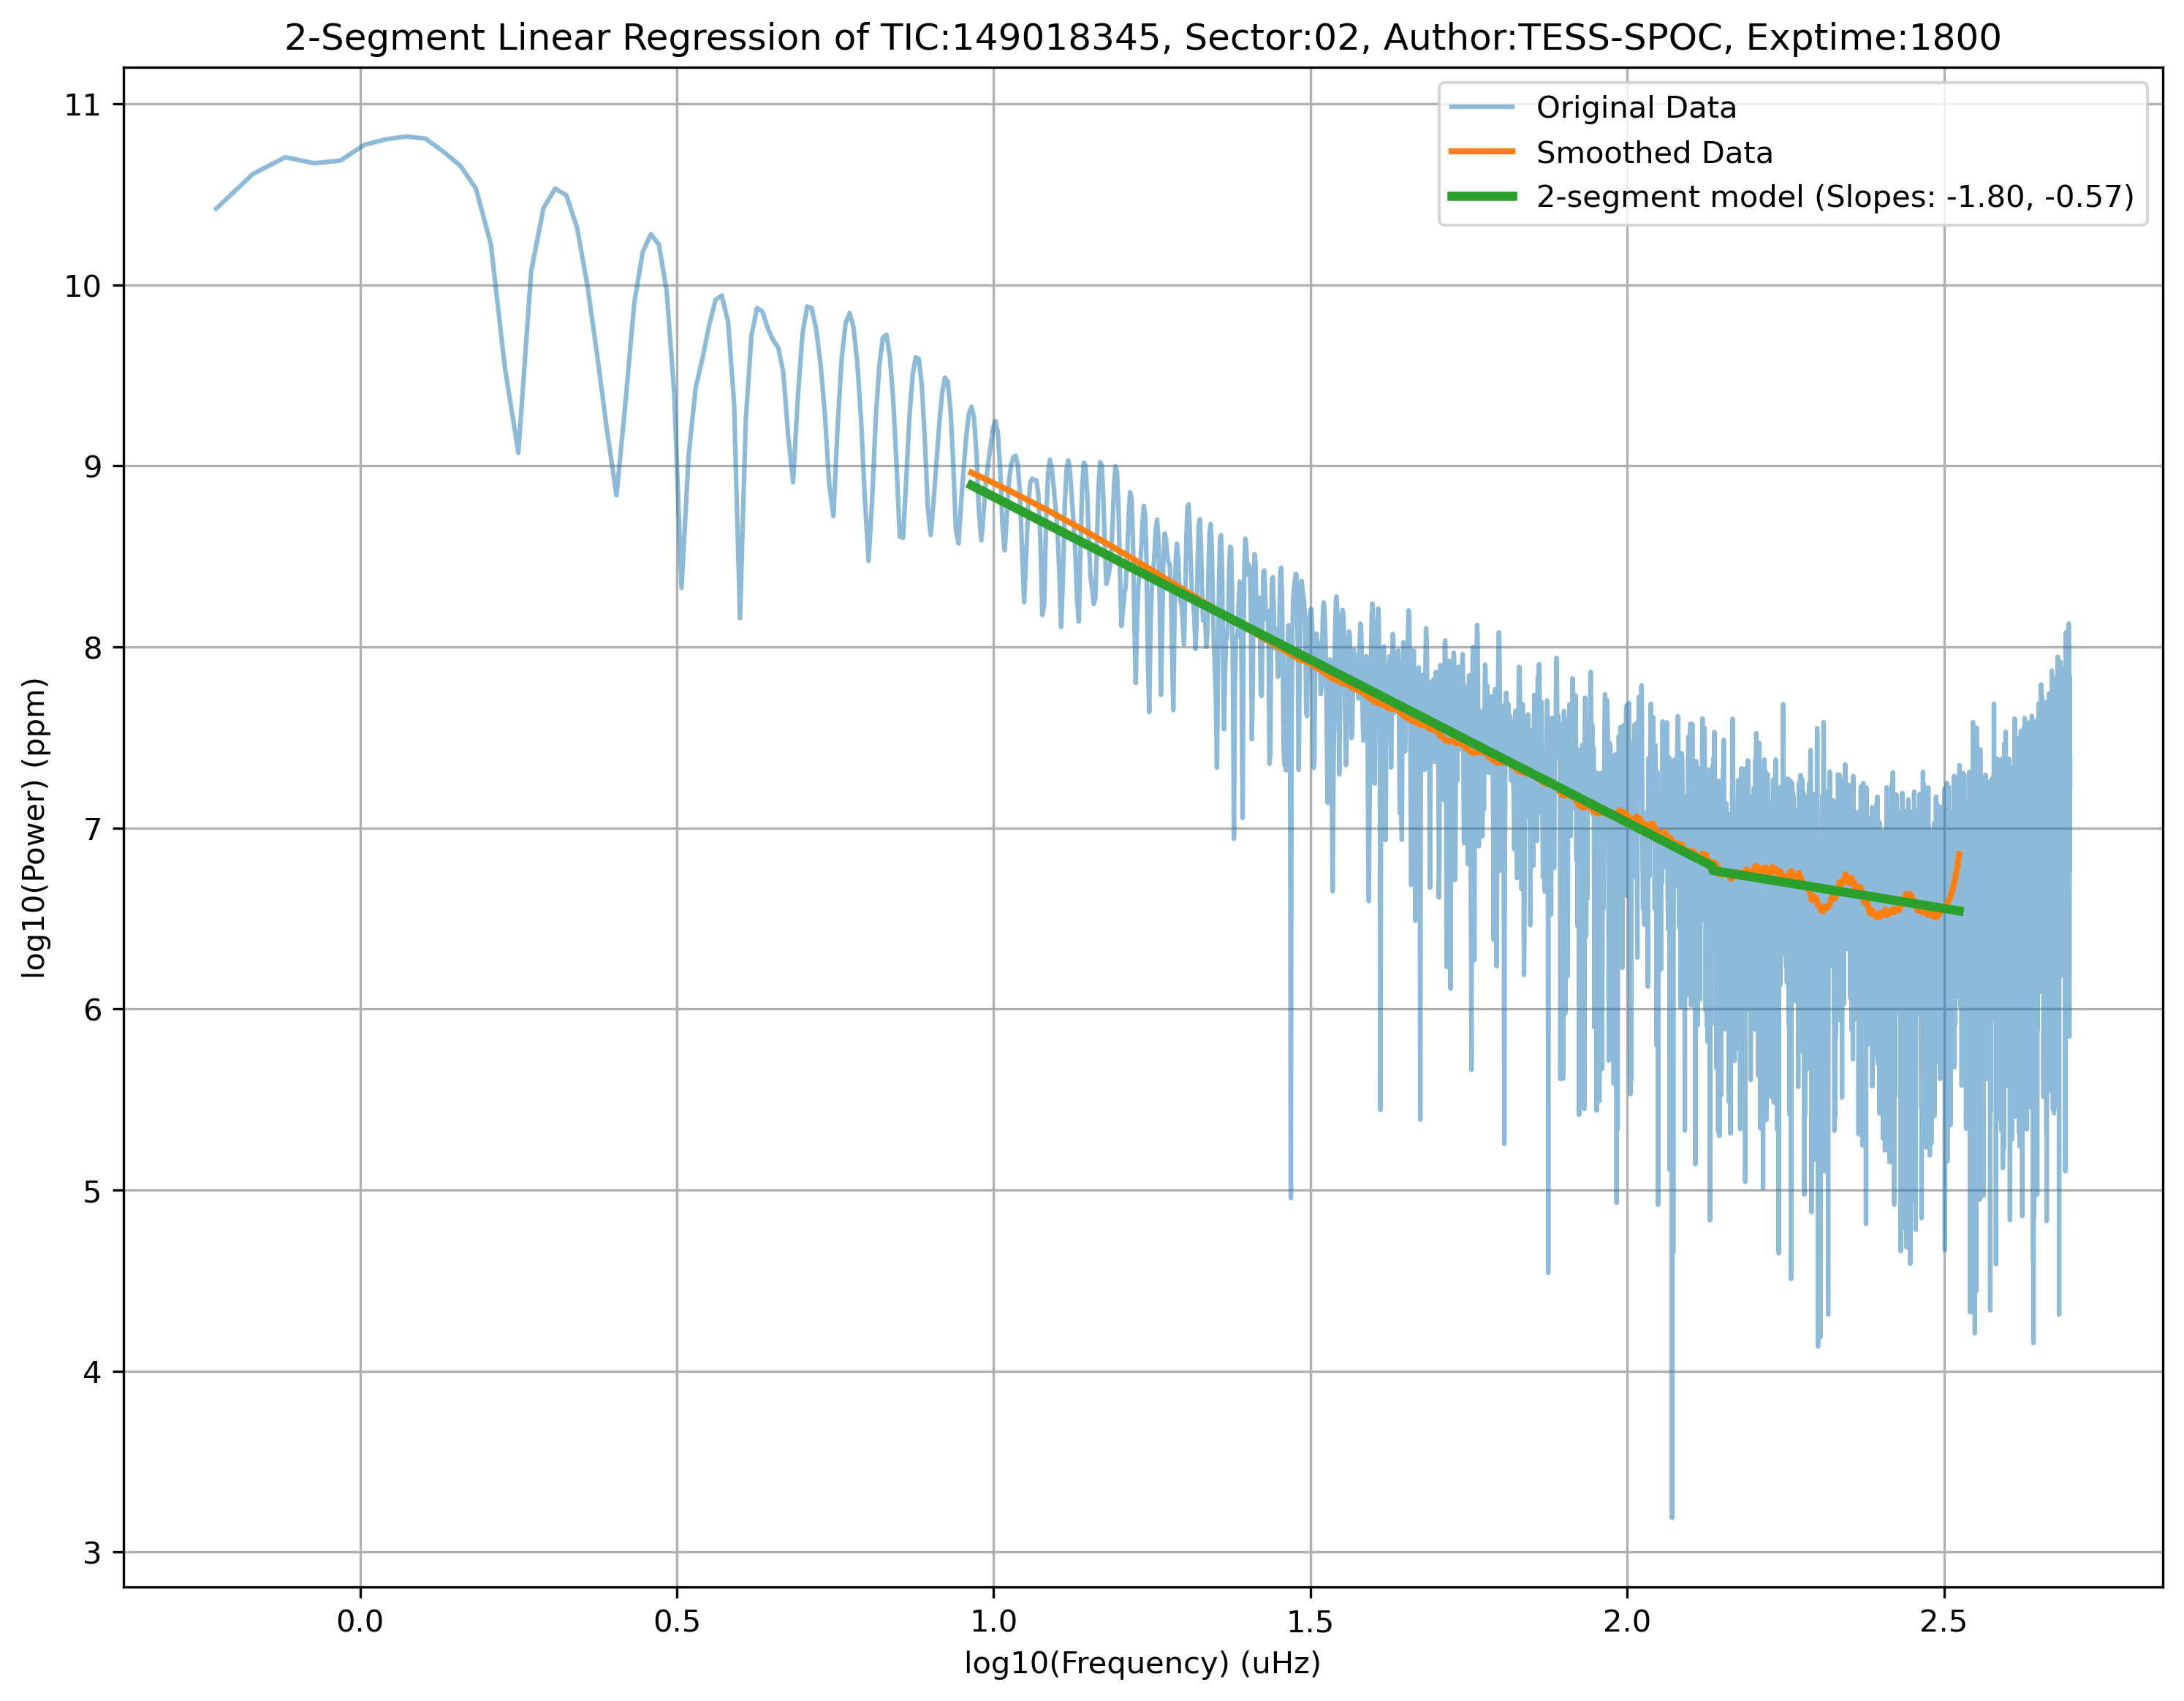 2-Segment Linear Regression of TIC:149018345, Sector:02, Author:TESS-SPOC, Exptime:1800
Original Data
Smoothed Data
2-segment model (Slopes: -1.80, -0.57)
log10(Power) (ppm)
11
10
9
8
7
6
5
4
3
0.0 0.5 1.0 1.5 2.0 2.5
log10(Frequency) (uHz)